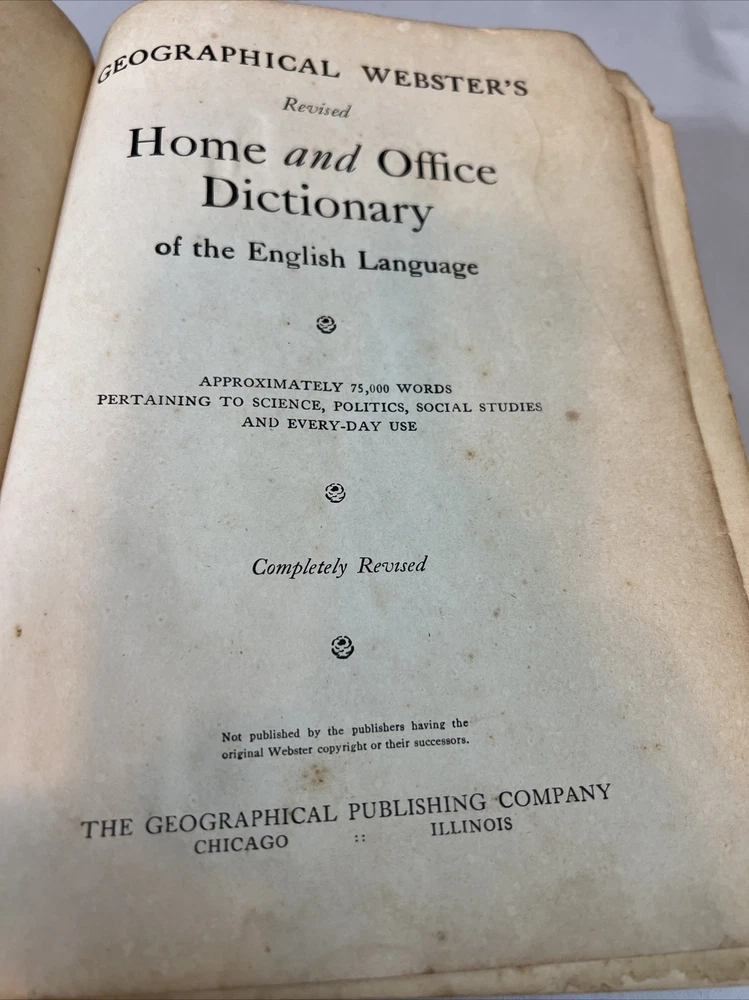 GEOGRAPHICAL WEBSTER'S
Revised
Home and Office
Dictionary
of the English Language
APPROXIMATELY 75,000 WORDS
PERTAINING TO SCIENCE, POLITICS, SOCIAL STUDIES
AND EVERY-DAY USE
Completely Revised
Not published by the publishers having the
original Webster copyright or their successors.
THE GEOGRAPHICAL PUBLISHING COMPANY
CHICAGO :: ILLINOIS